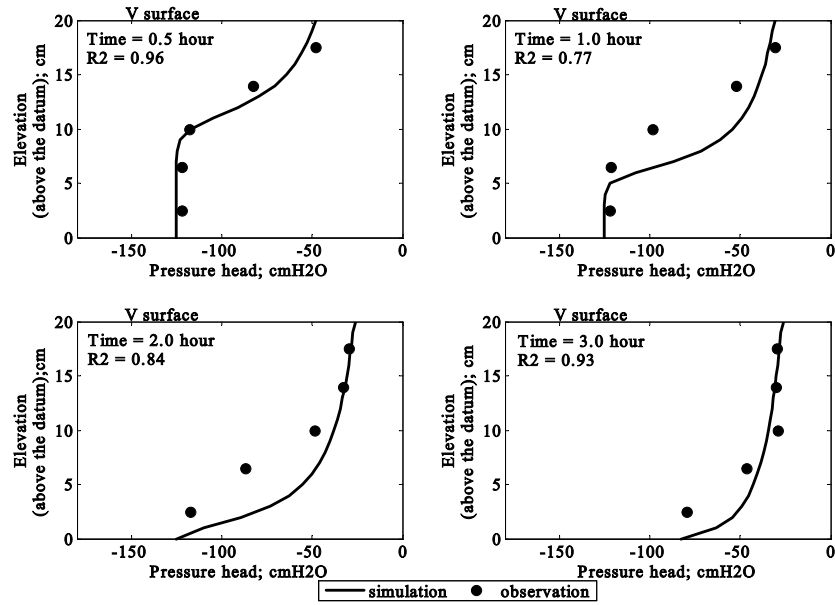 V surface
Time = 0.5 hour
R2 = 0.96
20
15
10
5
0
Elevation
(above the datum); cm
-150
-100
-50
0
Pressure head; cmH2O
V surface
Time = 1.0 hour
R2 = 0.77
20
15
10
5
0
Elevation
(above the datum); cm
-150
-100
-50
0
Pressure head; cmH2O
V surface
Time = 2.0 hour
R2 = 0.84
20
15
10
5
0
Elevation
(above the datum);cm
-150
-100
-50
0
Pressure head; cmH2O
V surface
Time = 3.0 hour
R2 = 0.93
20
15
10
5
0
Elevation
(above the datum); cm
-150
-100
-50
0
Pressure head; cmH2O
simulation
observation